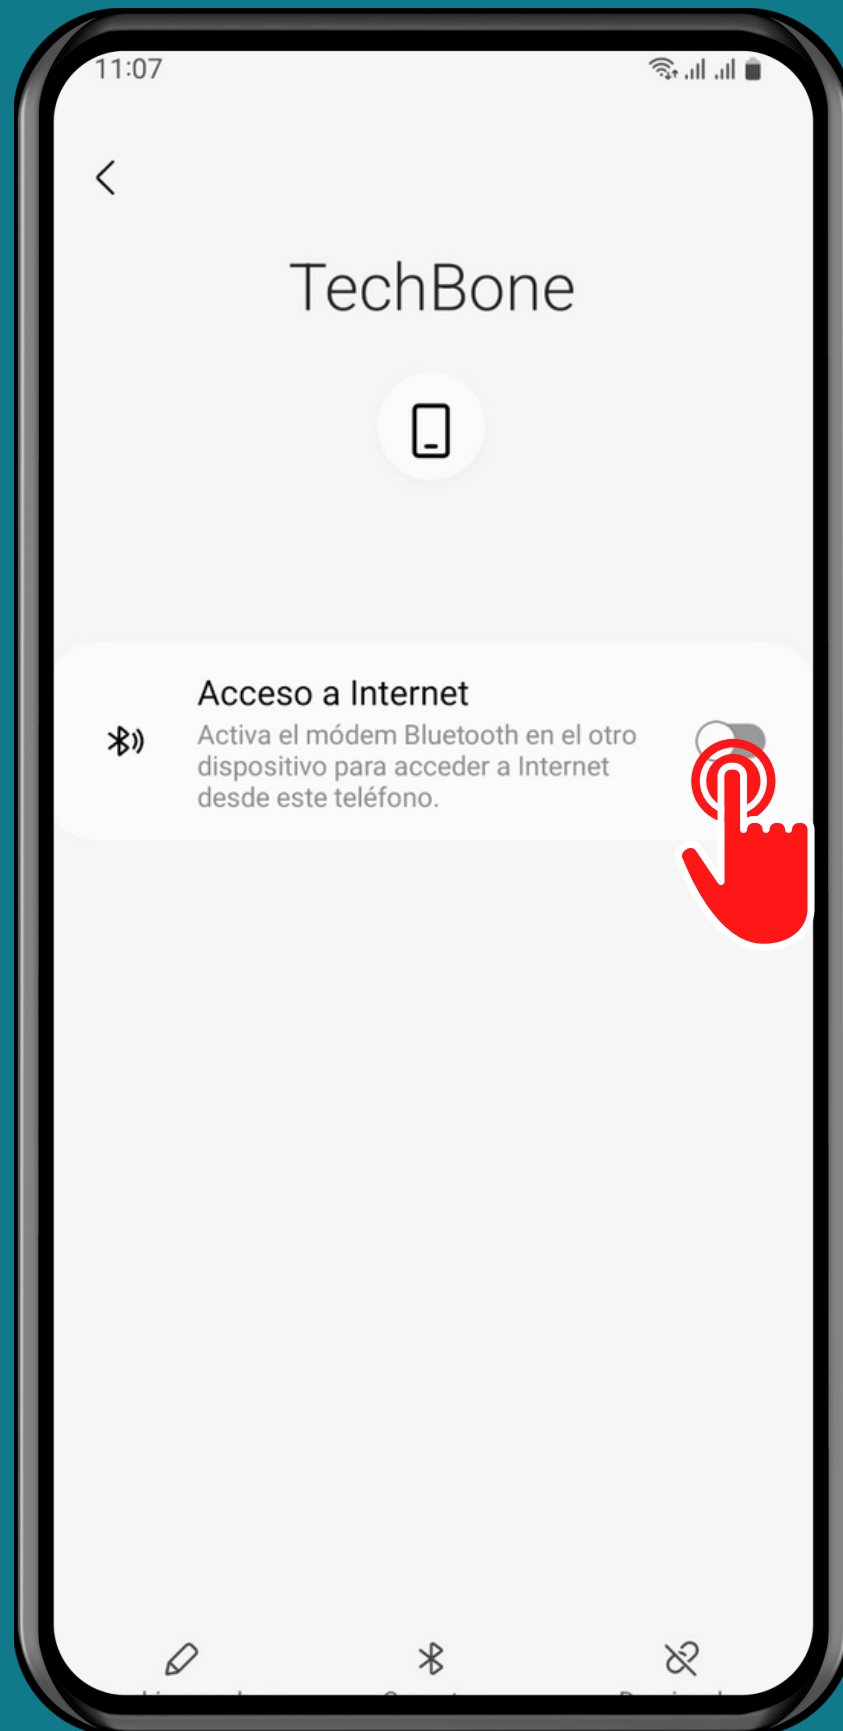 11:07
TechBone
Acceso a Internet
Activa el módem Bluetooth en el otro
dispositivo para acceder a Internet
desde este teléfono.